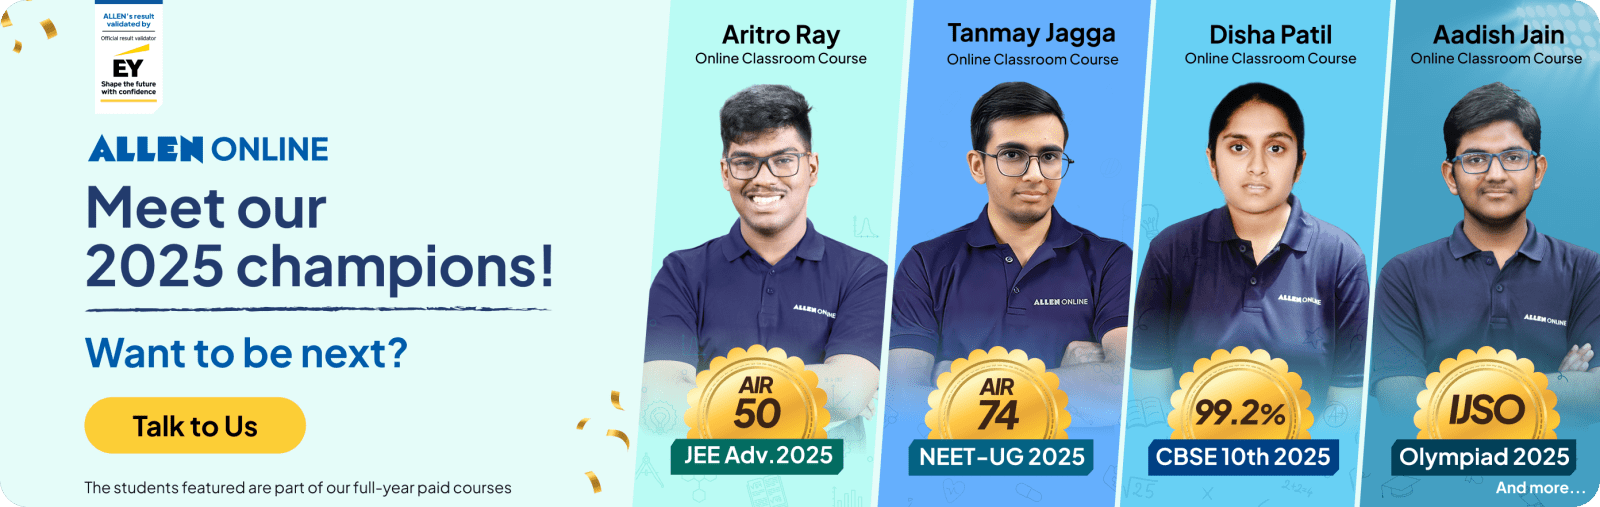 ALLEN's result
validated by
Official result validator
EY
Shape the future
with confidence
ALLEN ONLINE
Meet our
2025 champions!
Want to be next?
Talk to Us
The students featured are part of our full-year paid courses
Aritro Ray
Online Classroom Course
ALLEN ONLINE
AIR
50
JEE Adv.2025
Tanmay Jagga
Online Classroom Course
ALLEN ONLINE
AIR
74
NEET-UG 2025
Disha Patil
Online Classroom Course
ALLEN ONLINE
99.2%
CBSE 10th 2025
Aadish Jain
Online Classroom Course
ALLEN ONLINE
IJSO
Olympiad 2025
And more...